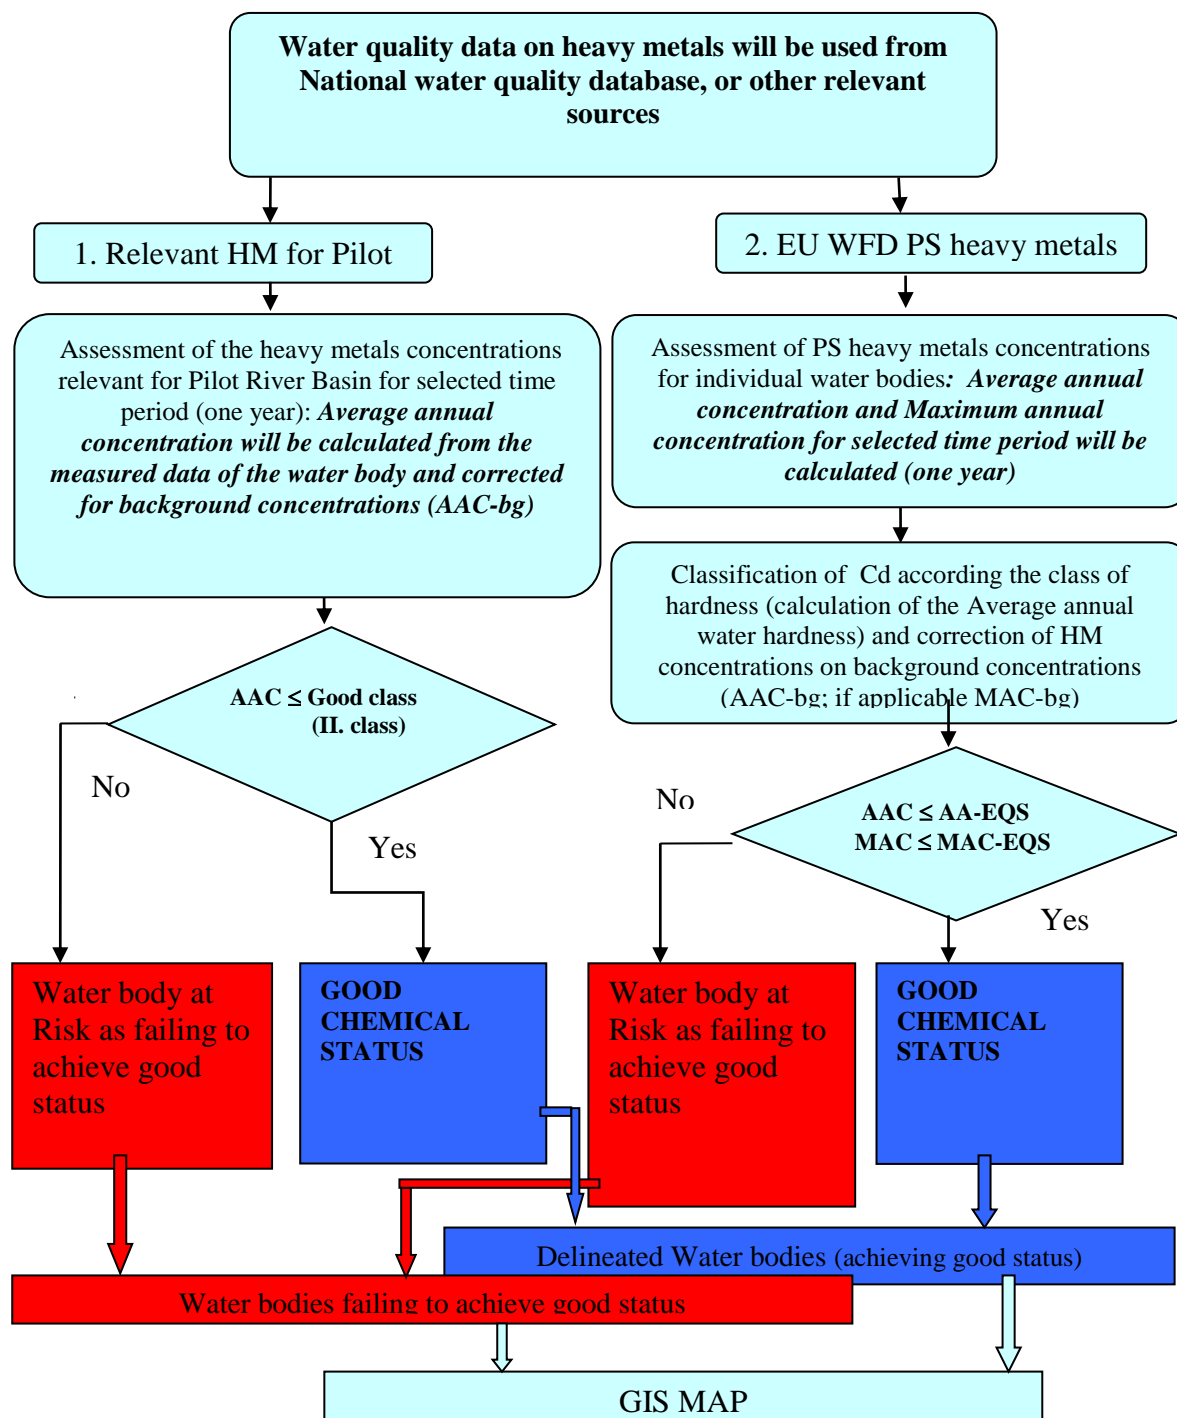 Water quality data on heavy metals will be used from
National water quality database, or other relevant
sources
1. Relevant HM for Pilot
2. EU WFD PS heavy metals
Assessment of the heavy metals concentrations
relevant for Pilot River Basin for selected time
period (one year): Average annual
concentration will be calculated from the
measured data of the water body and corrected
for background concentrations (AAC-bg)
Assessment of PS heavy metals concentrations
for individual water bodies: Average annual
concentration and Maximum annual
concentration for selected time period will be
calculated (one year)
Classification of Cd according the class of
hardness (calculation of the Average annual
water hardness) and correction of HM
concentrations on background concentrations
(AAC-bg; if applicable MAC-bg)
AAC ≤ Good class
(II. class)
No
Yes
AAC ≤ AA-EQS
MAC ≤ MAC-EQS
No
Yes
Water body at
Risk as failing to
achieve good
status
GOOD
CHEMICAL
STATUS
Water body at
Risk as failing to
achieve good
status
GOOD
CHEMICAL
STATUS
Delineated Water bodies (achieving good status)
Water bodies failing to achieve good status
GIS MAP